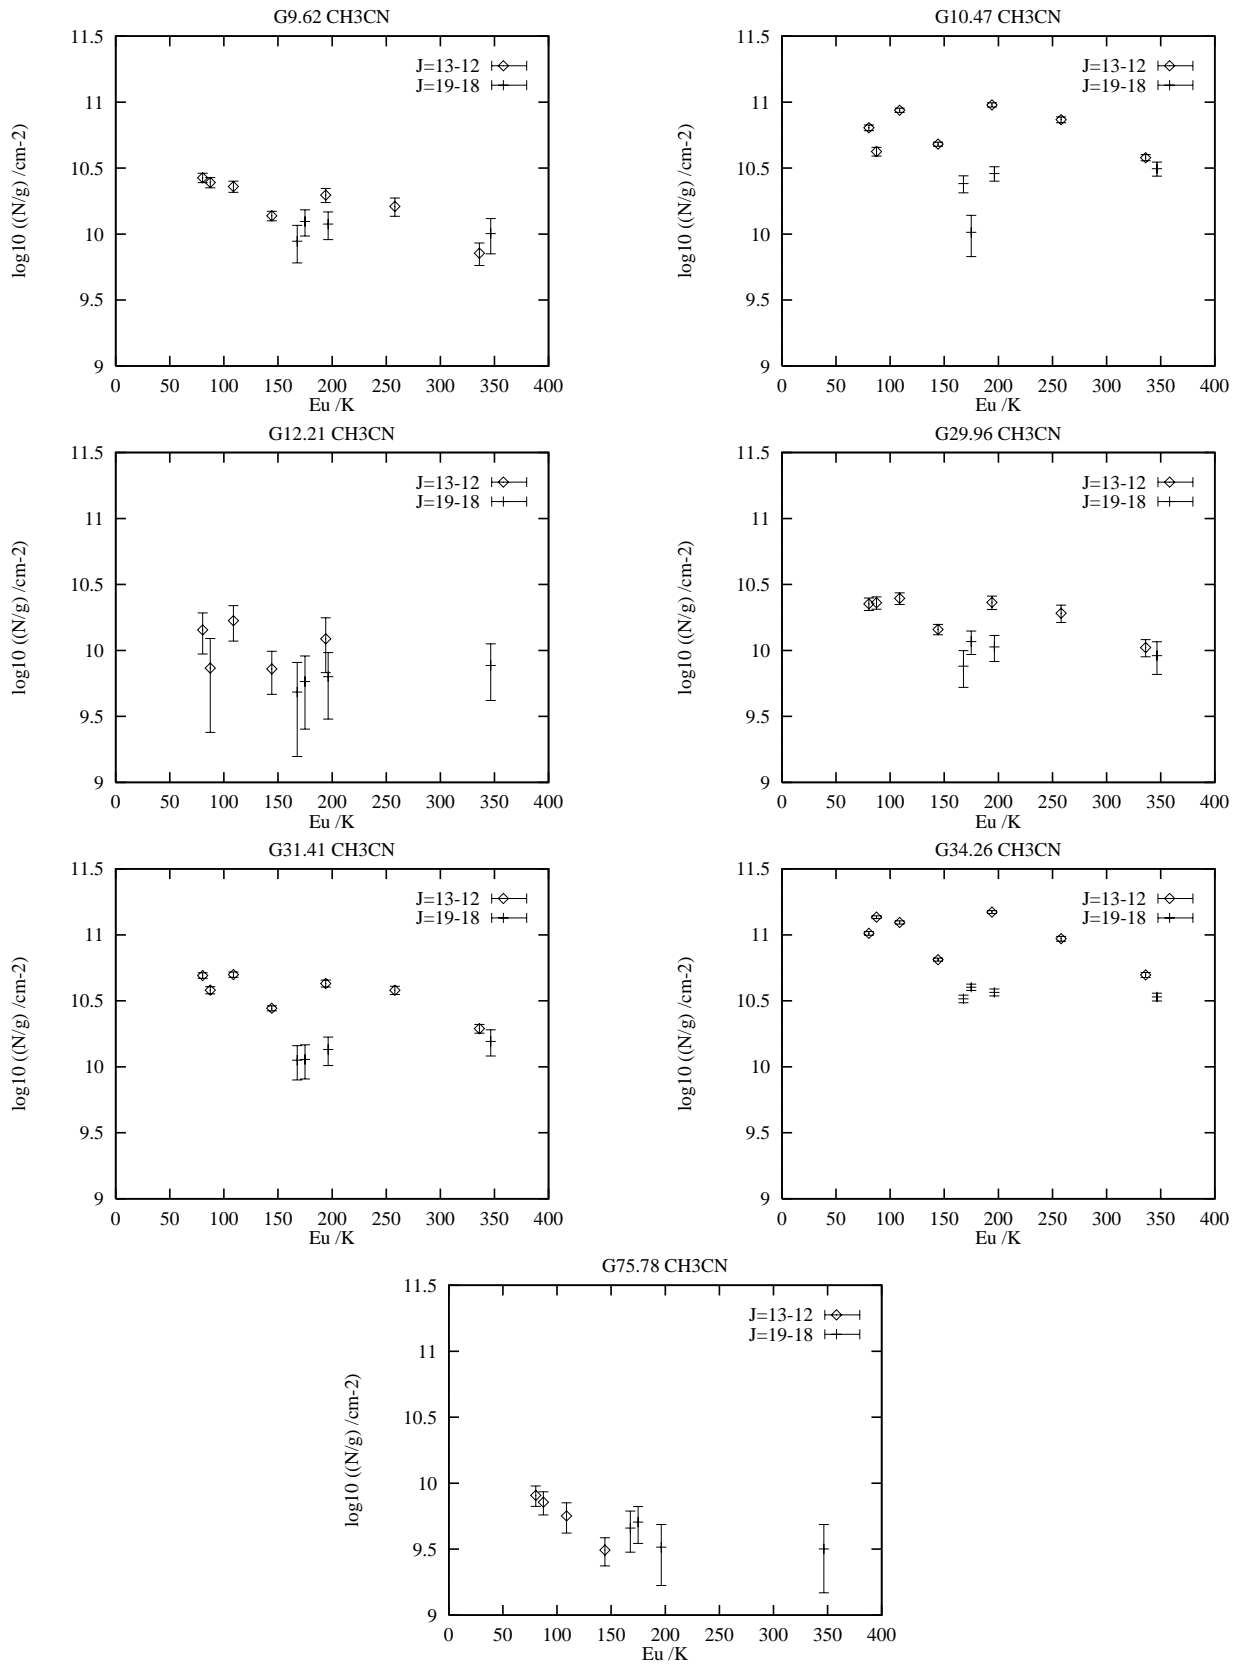 G9.62 CH3CN
11.5
11
10.5
10
9.5
9
log10 ((N/g) /cm-2)
J=13-12
J=19-18
0 50 100 150 200 250 300 350 400
Eu /K
G10.47 CH3CN
11.5
11
10.5
10
9.5
9
log10 ((N/g) /cm-2)
J=13-12
J=19-18
0 50 100 150 200 250 300 350 400
Eu /K
G12.21 CH3CN
11.5
11
10.5
10
9.5
9
log10 ((N/g) /cm-2)
J=13-12
J=19-18
0 50 100 150 200 250 300 350 400
Eu /K
G29.96 CH3CN
11.5
11
10.5
10
9.5
9
log10 ((N/g) /cm-2)
J=13-12
J=19-18
0 50 100 150 200 250 300 350 400
Eu /K
G31.41 CH3CN
11.5
11
10.5
10
9.5
9
log10 ((N/g) /cm-2)
J=13-12
J=19-18
0 50 100 150 200 250 300 350 400
Eu /K
G34.26 CH3CN
11.5
11
10.5
10
9.5
9
log10 ((N/g) /cm-2)
J=13-12
J=19-18
0 50 100 150 200 250 300 350 400
Eu /K
G75.78 CH3CN
11.5
11
10.5
10
9.5
9
log10 ((N/g) /cm-2)
J=13-12
J=19-18
0 50 100 150 200 250 300 350 400
Eu /K